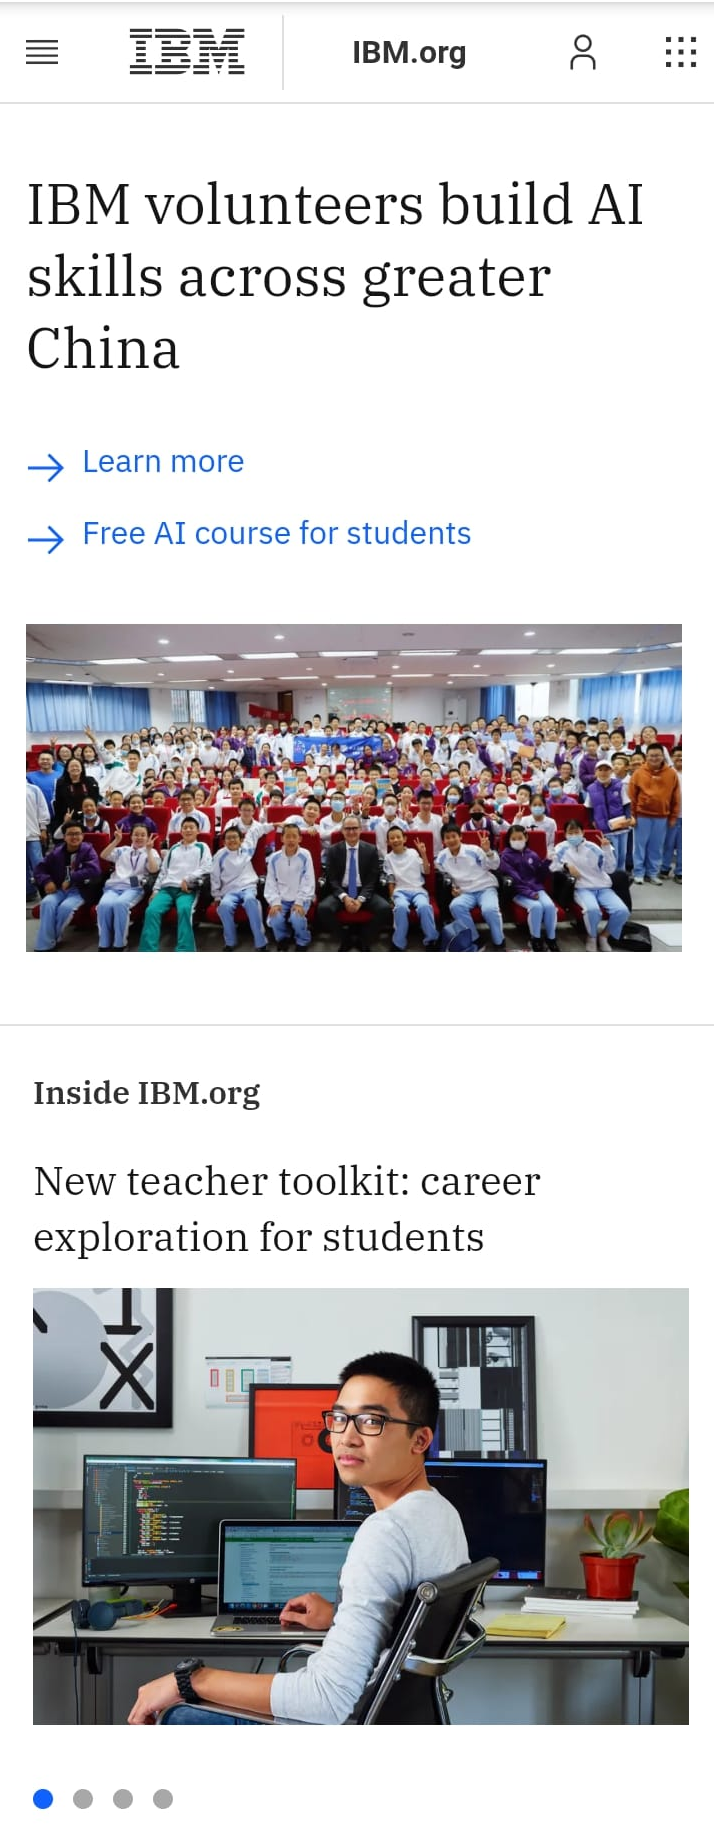 IBM
IBM.org
IBM volunteers build AI
skills across greater
China
Learn more
Free AI course for students
Inside IBM.org
New teacher toolkit: career
exploration for students